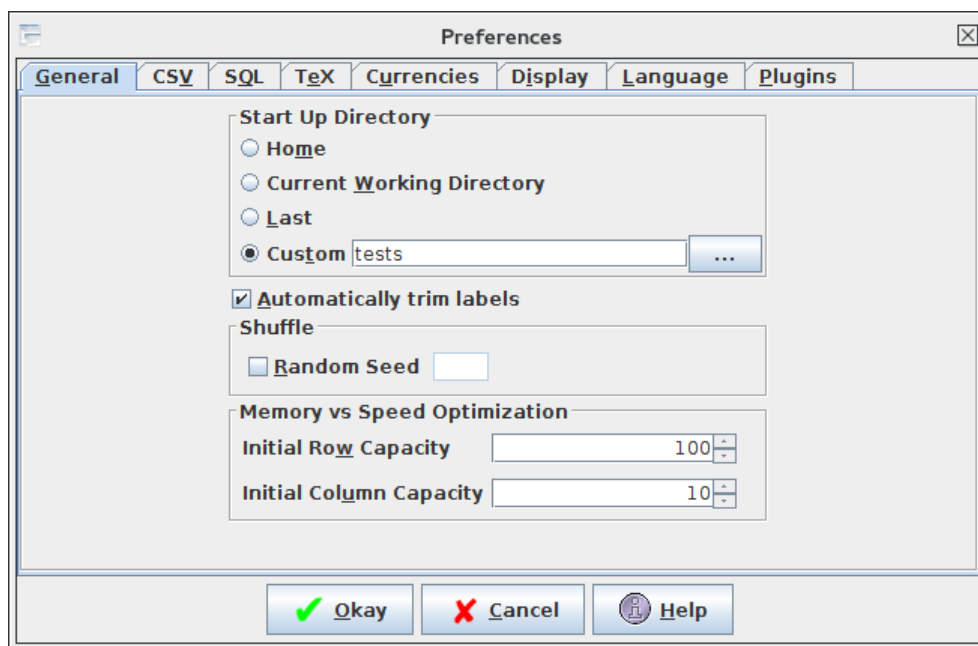 Preferences
General CSV SQL TeX Currencies Display Language Plugins
Start Up Directory
Home
Current Working Directory
Last
Custom tests ...
Automatically trim labels
Shuffle
Random Seed
Memory vs Speed Optimization
Initial Row Capacity 100
Initial Column Capacity 10
Okay Cancel Help